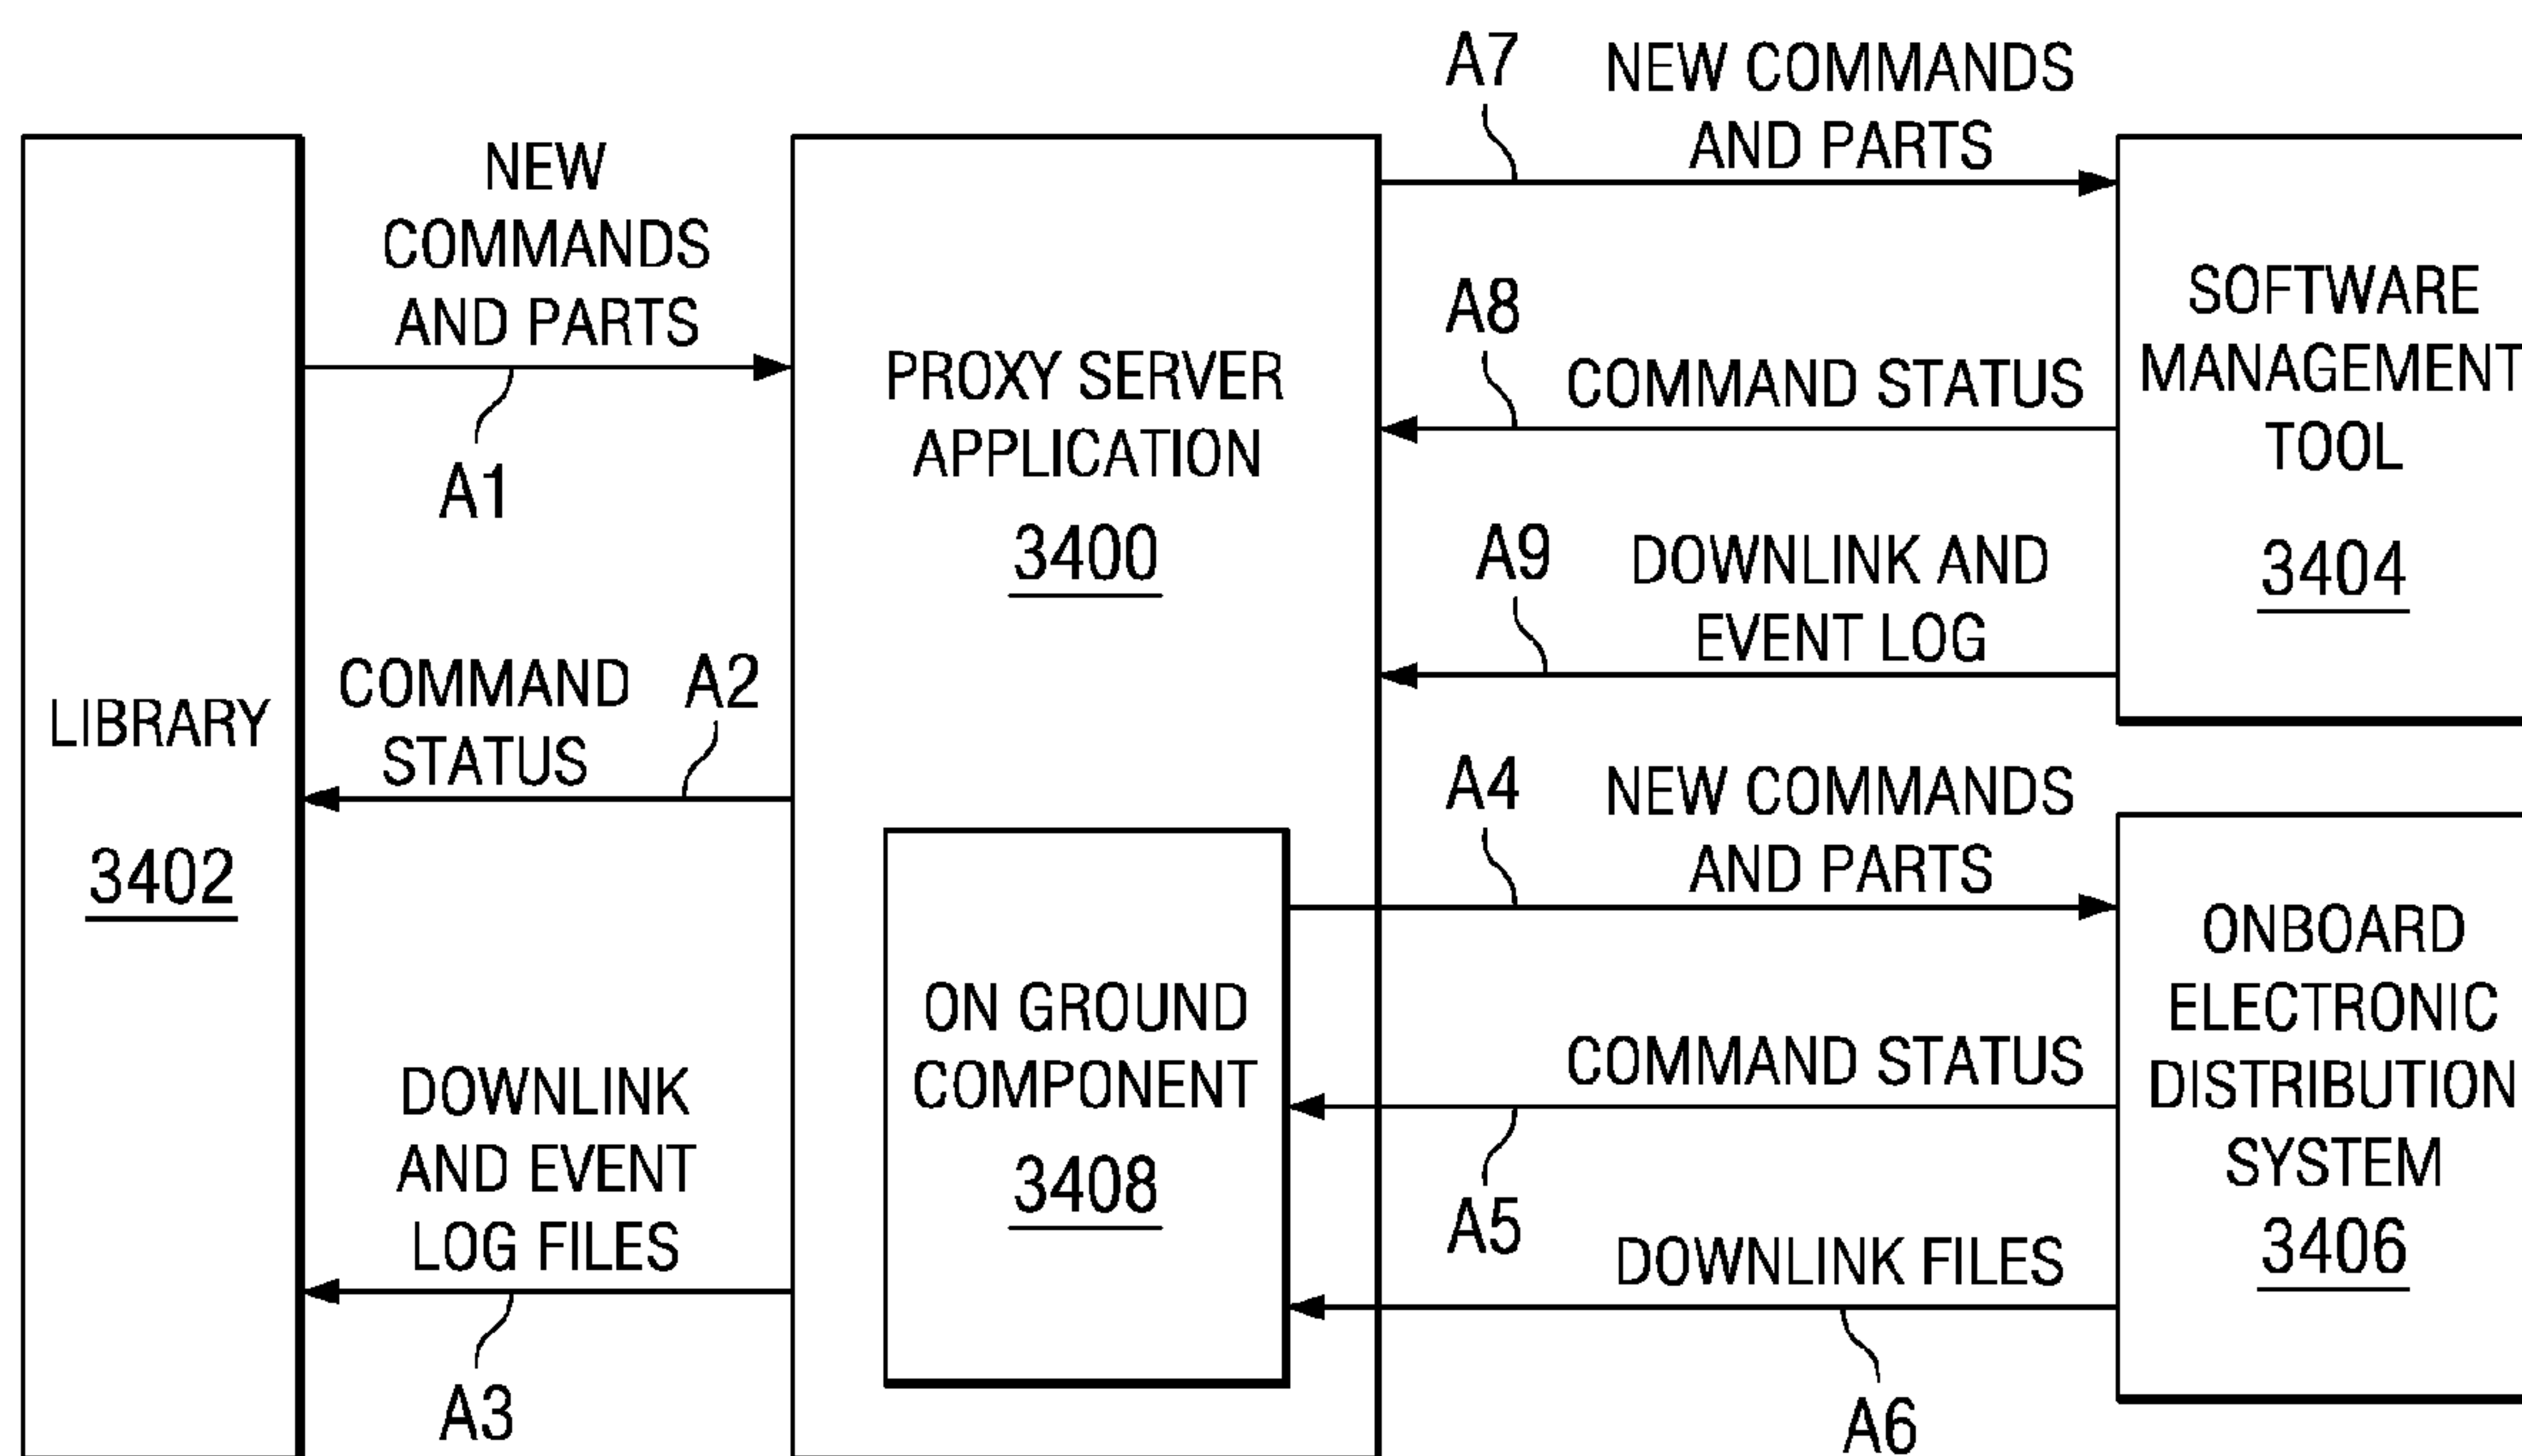 LIBRARY
3402
NEW
COMMANDS
AND PARTS
A1
COMMAND
STATUS
A2
DOWNLINK
AND EVENT
LOG FILES
A3
PROXY SERVER
APPLICATION
3400
ON GROUND
COMPONENT
3408
A7
NEW COMMANDS
AND PARTS
A8
COMMAND STATUS
A9
DOWNLINK AND
EVENT LOG
A4
NEW COMMANDS
AND PARTS
COMMAND STATUS
A5
DOWNLINK FILES
A6
SOFTWARE
MANAGEMENT
TOOL
3404
ONBOARD
ELECTRONIC
DISTRIBUTION
SYSTEM
3406